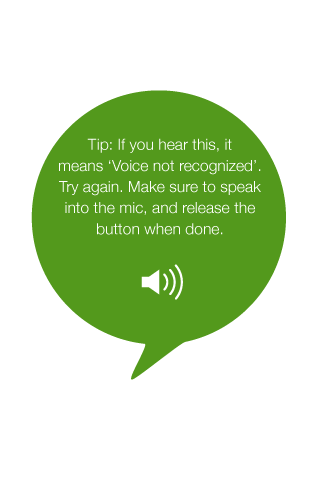 Tip: If you hear this, it
means ‘Voice not recognized’.
Try again. Make sure to speak
into the mic, and release the
button when done.